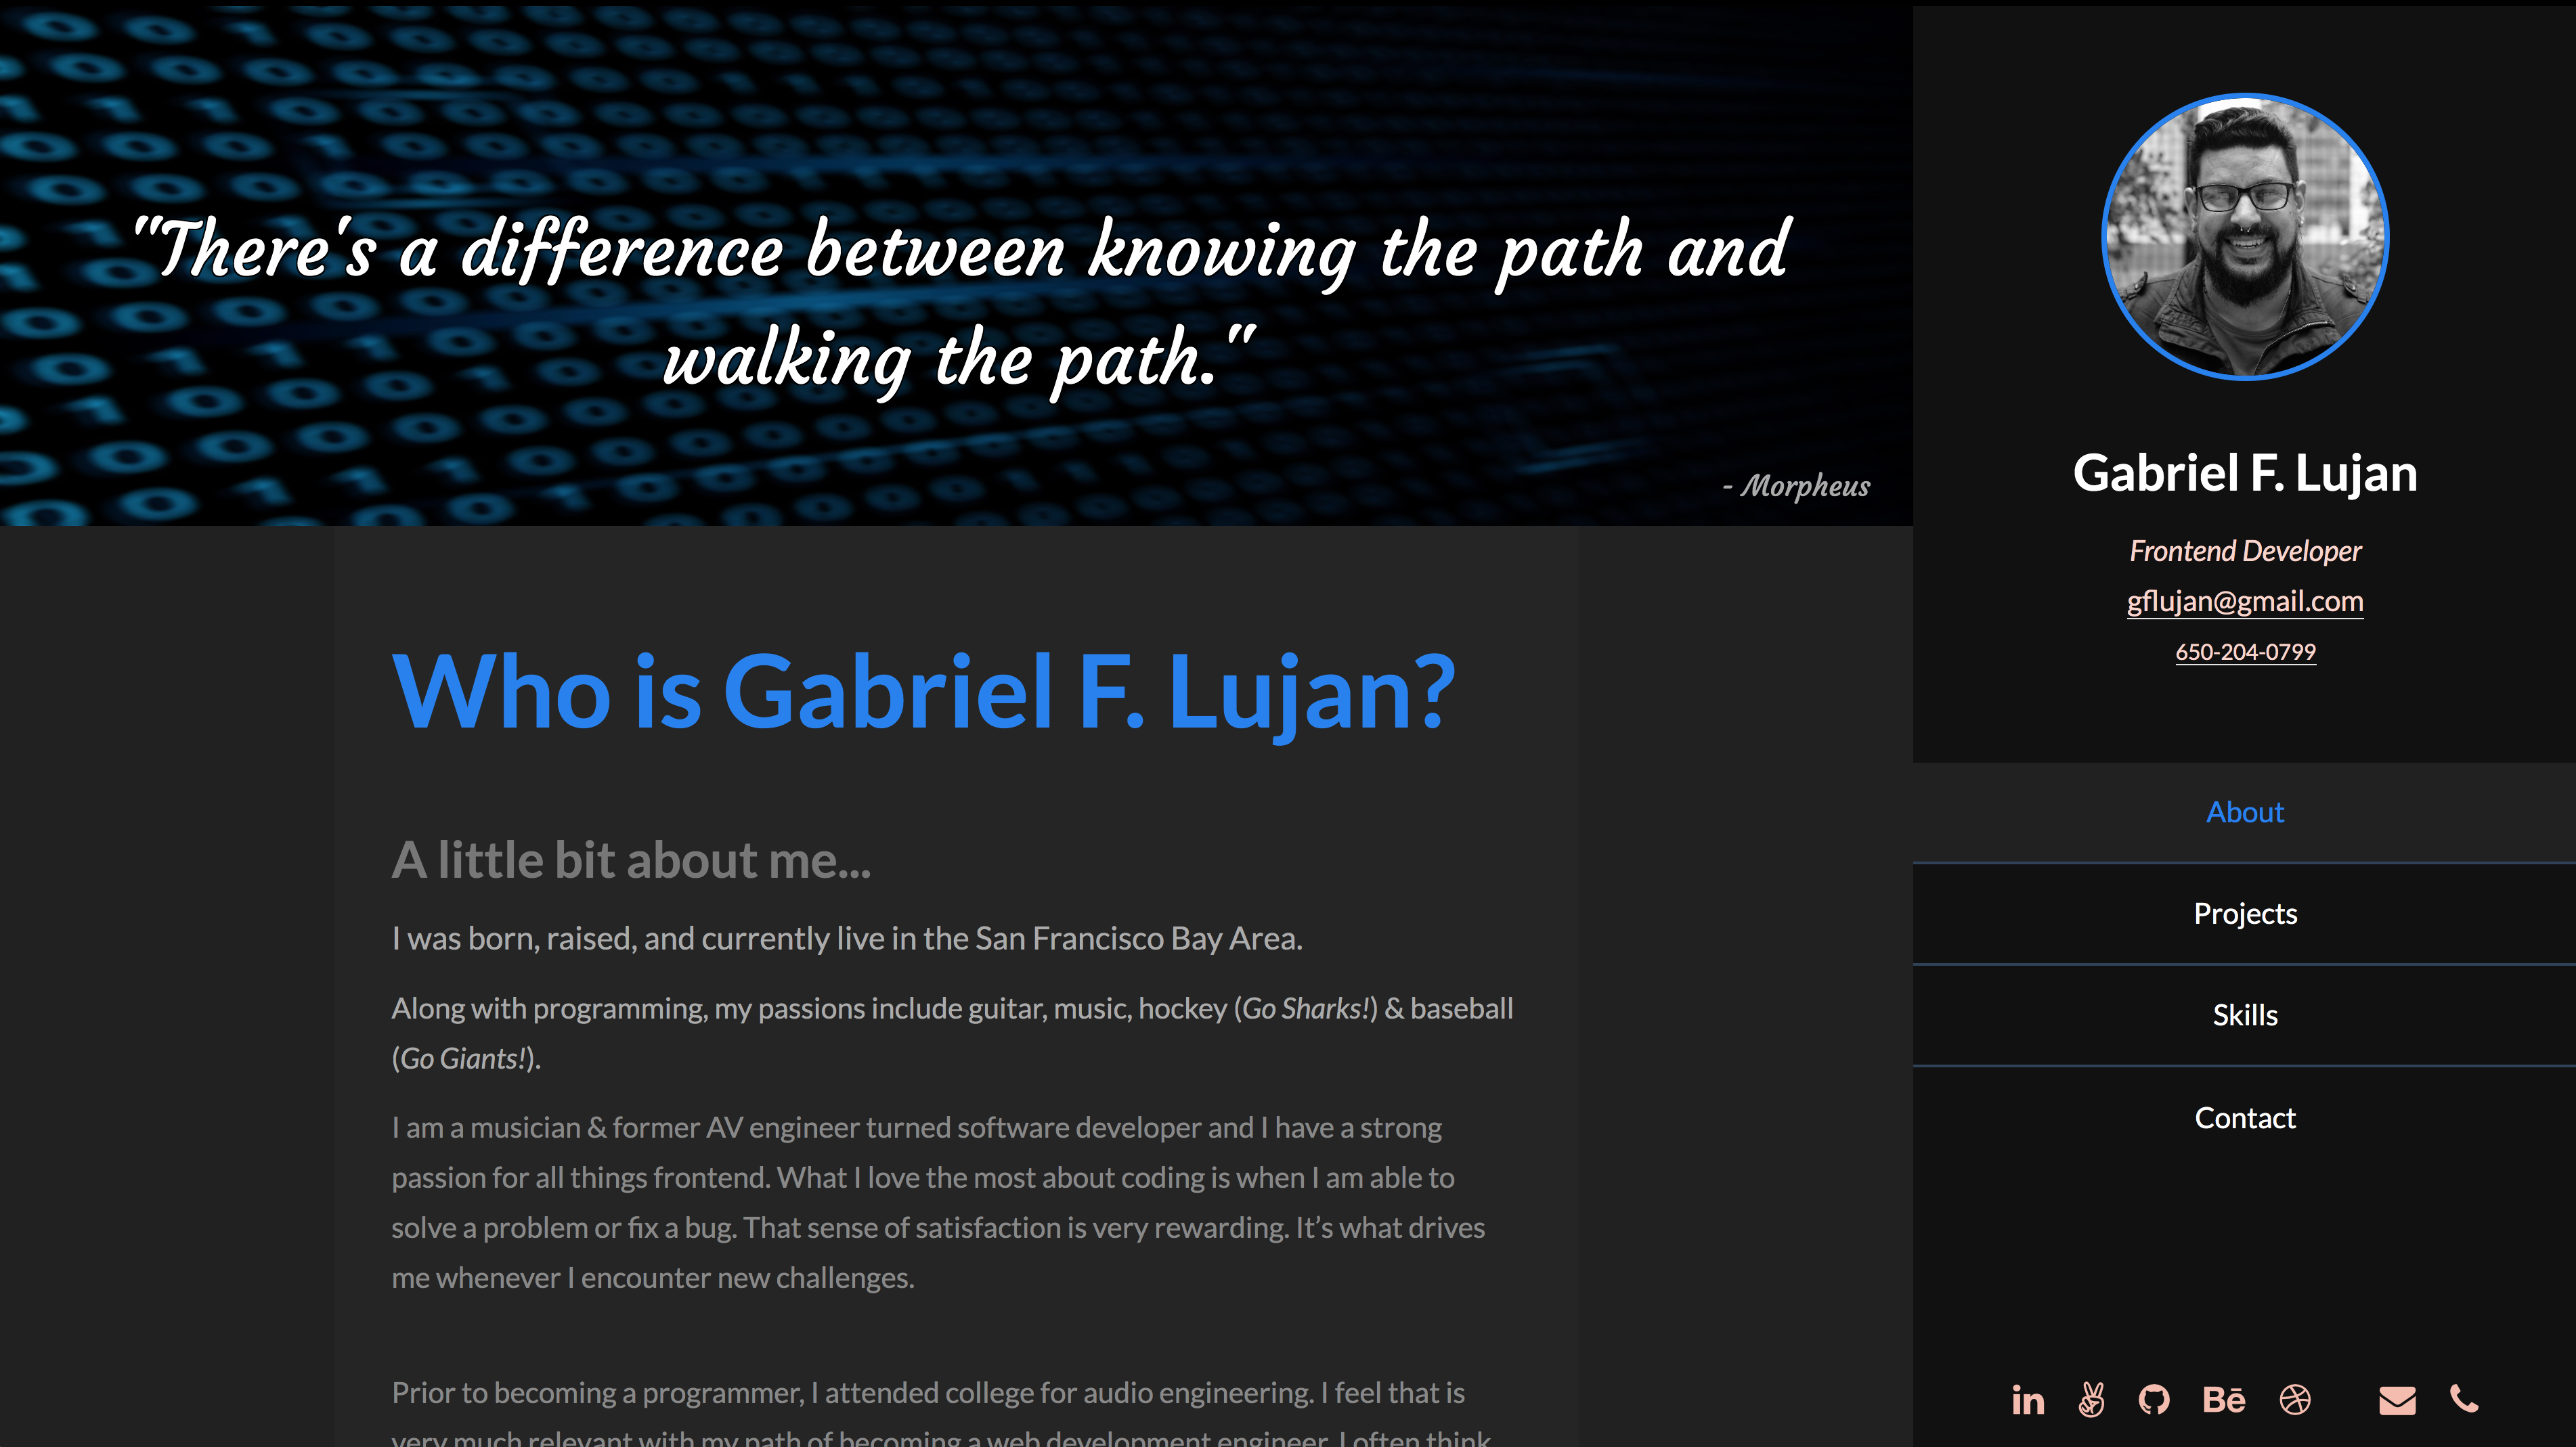 "There's a difference between knowing the path and
walking the path."
- Morpheus
Who is Gabriel F. Lujan?
A little bit about me...
I was born, raised, and currently live in the San Francisco Bay Area.
Along with programming, my passions include guitar, music, hockey (Go Sharks!) & baseball
(Go Giants!).
I am a musician & former AV engineer turned software developer and I have a strong
passion for all things frontend. What I love the most about coding is when I am able to
solve a problem or fix a bug. That sense of satisfaction is very rewarding. It’s what drives
me whenever I encounter new challenges.
Prior to becoming a programmer, I attended college for audio engineering. I feel that is
very much relevant with my path of becoming a web development engineer. I often think
Gabriel F. Lujan
Frontend Developer
gflujan@gmail.com
650-204-0799
About
Projects
Skills
Contact
in
Bē